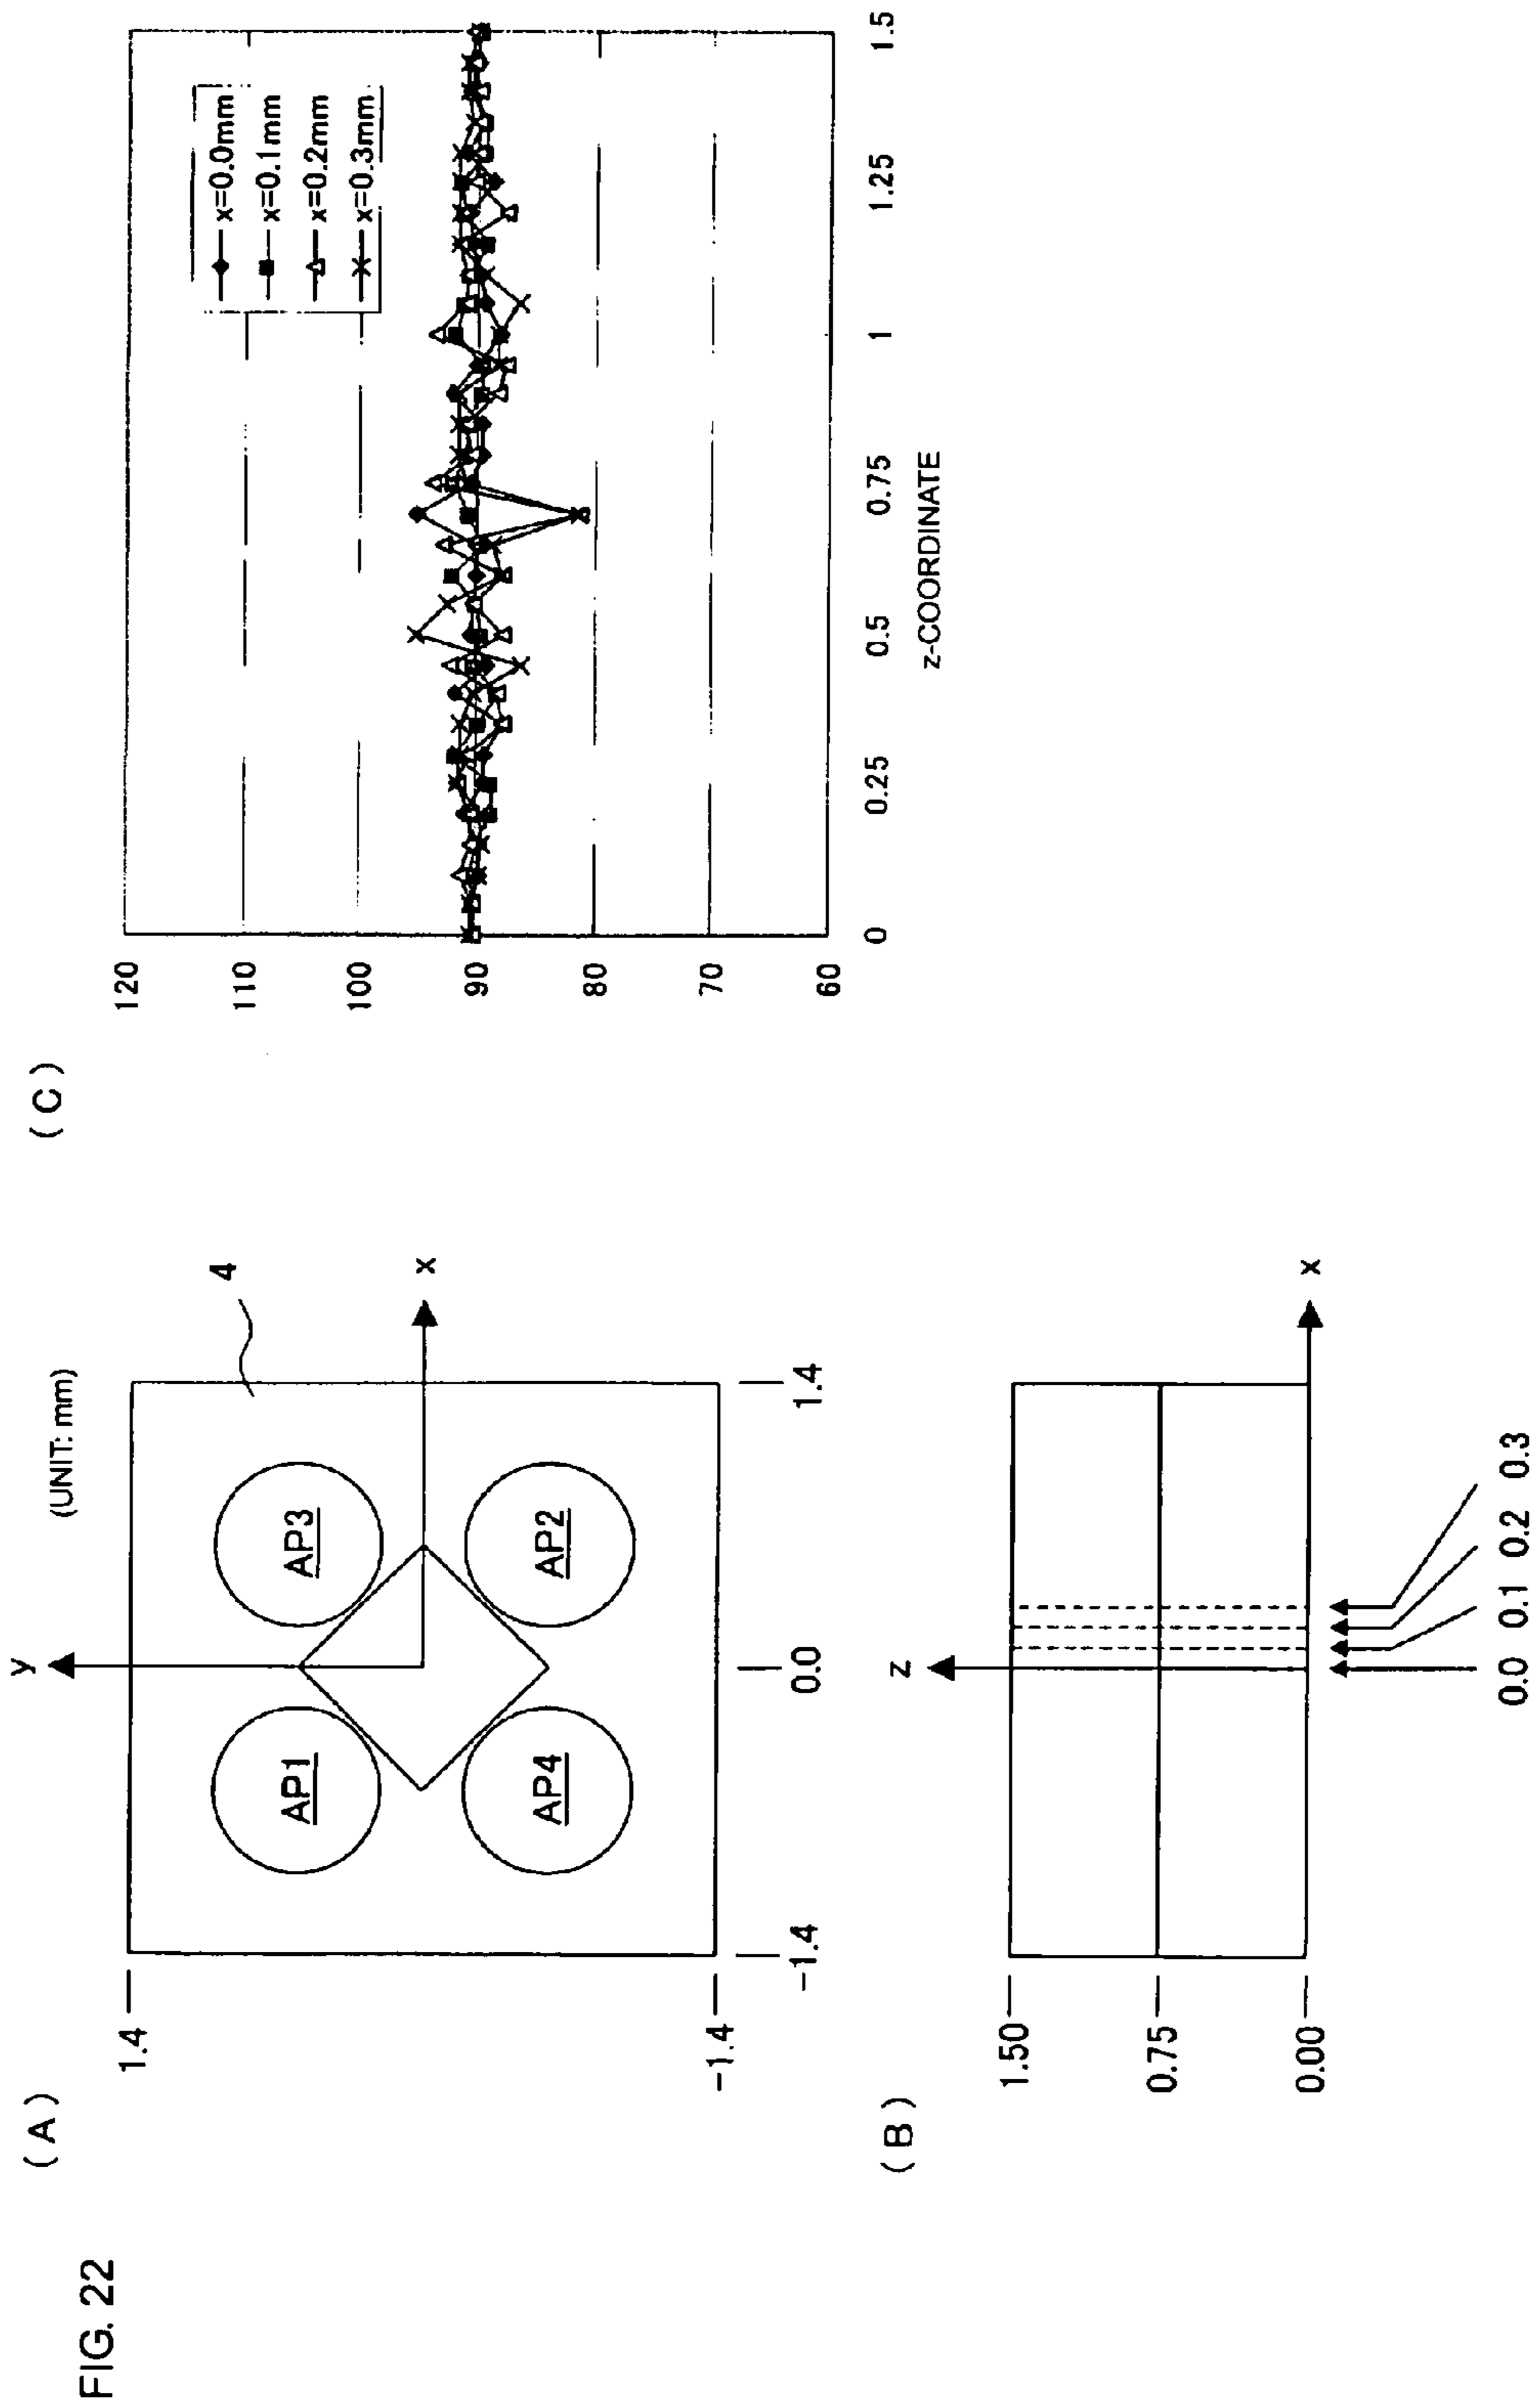 FIG. 22
( A )
(UNIT: mm)
y
4
1.4
AP1
AP3
x
AP4
AP2
-1.4
-1.4
0.0
1.4
( B )
z
1.50
0.75
0.00
x
0.0
0.1
0.2
0.3
( C )
120
110
100
90
80
70
60
x=0.0mm
x=0.1mm
x=0.2mm
x=0.3mm
0
0.25
0.5
0.75
1
1.25
1.5
z-COORDINATE